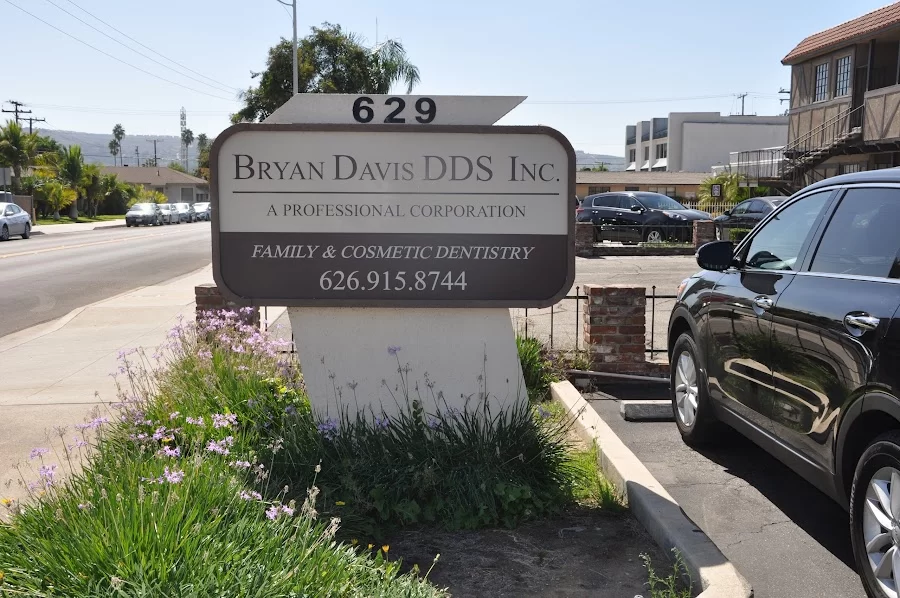 629
BRYAN DAVIS DDS INC.
A PROFESSIONAL CORPORATION
FAMILY & COSMETIC DENTISTRY
626.915.8744